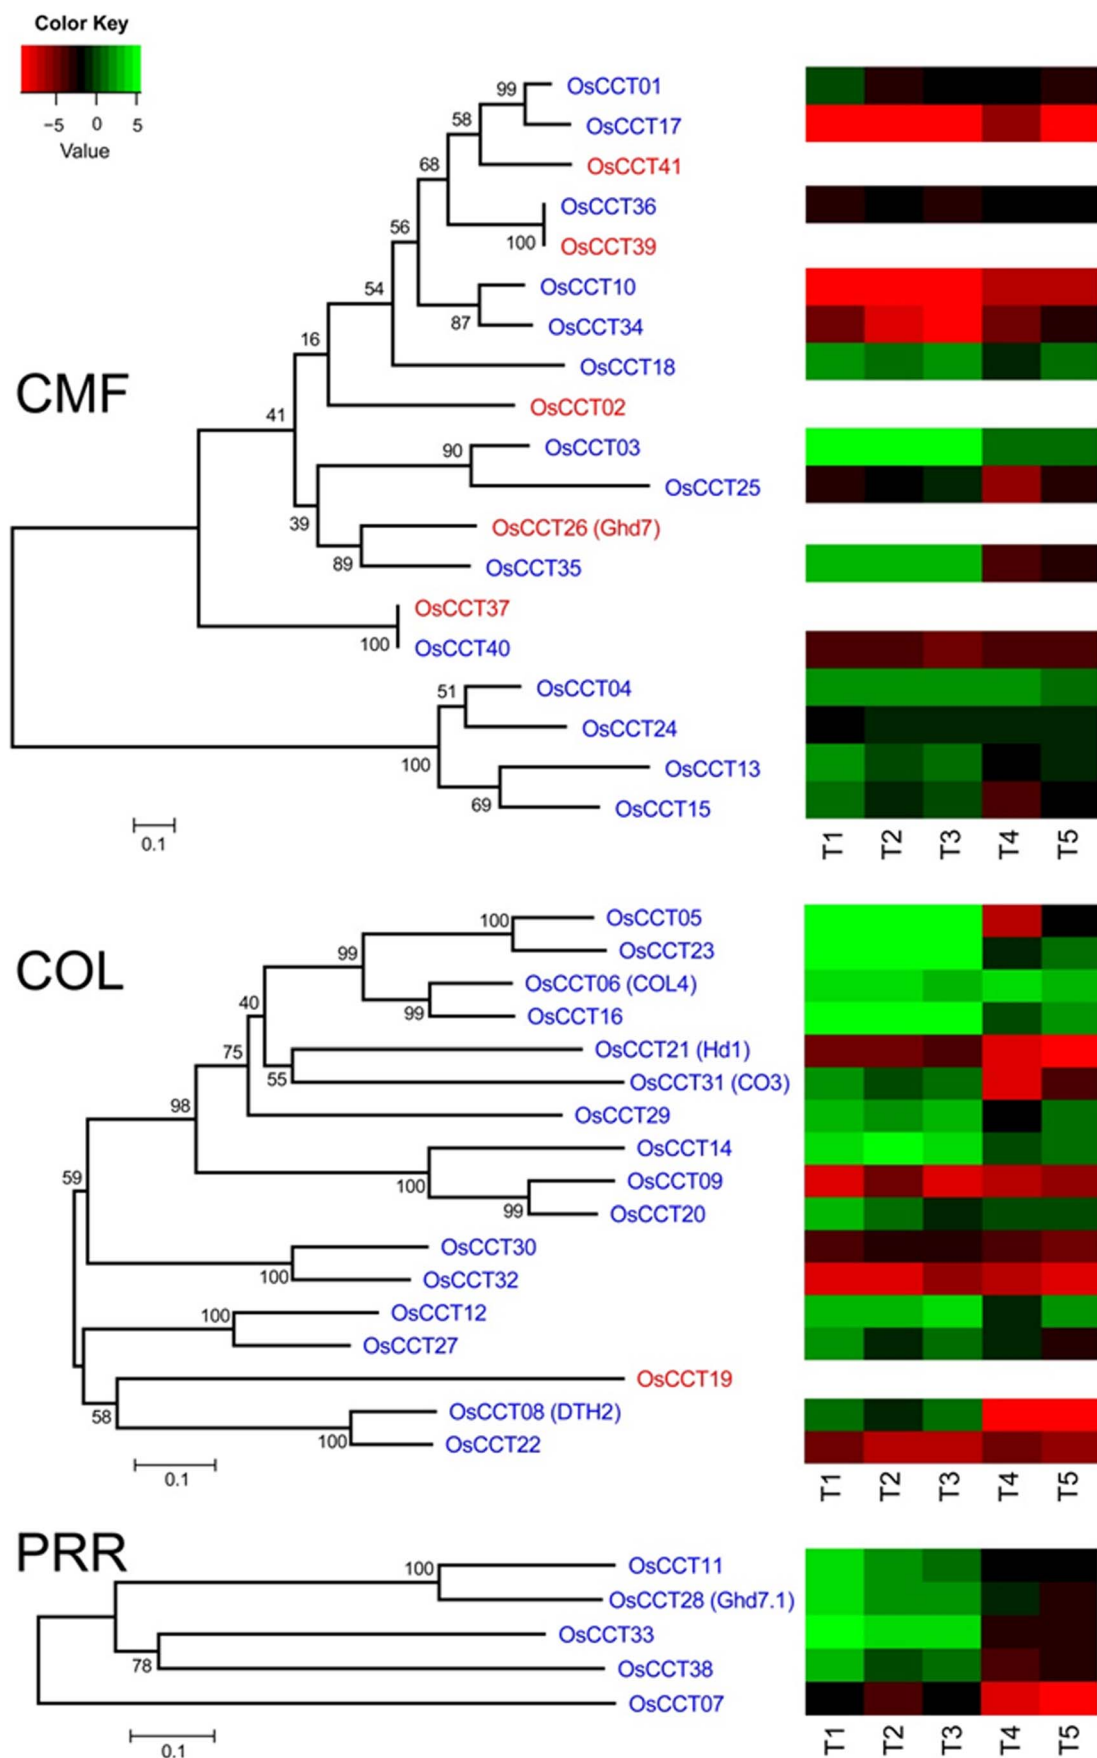 Color Key
−5 0 5
Value
CMF
99 OsCCT01
58 OsCCT17
68 OsCCT41
OsCCT36
56 100 OsCCT39
54 OsCCT10
87 OsCCT34
16 OsCCT18
41 OsCCT02
90 OsCCT03
OsCCT25
39 OsCCT26 (Ghd7)
89 OsCCT35
OsCCT37
100 OsCCT40
51 OsCCT04
OsCCT24
100 OsCCT13
69 OsCCT15
0.1
T1 T2 T3 T4 T5
COL
100 OsCCT05
99 OsCCT23
OsCCT06 (COL4)
40 99 OsCCT16
75 OsCCT21 (Hd1)
55 OsCCT31 (CO3)
98 OsCCT29
OsCCT14
59 100 OsCCT09
99 OsCCT20
OsCCT30
100 OsCCT32
100 OsCCT12
OsCCT27
OsCCT19
58 OsCCT08 (DTH2)
100 OsCCT22
0.1
T1 T2 T3 T4 T5
PRR
100 OsCCT11
OsCCT28 (Ghd7.1)
OsCCT33
78 OsCCT38
OsCCT07
0.1
T1 T2 T3 T4 T5